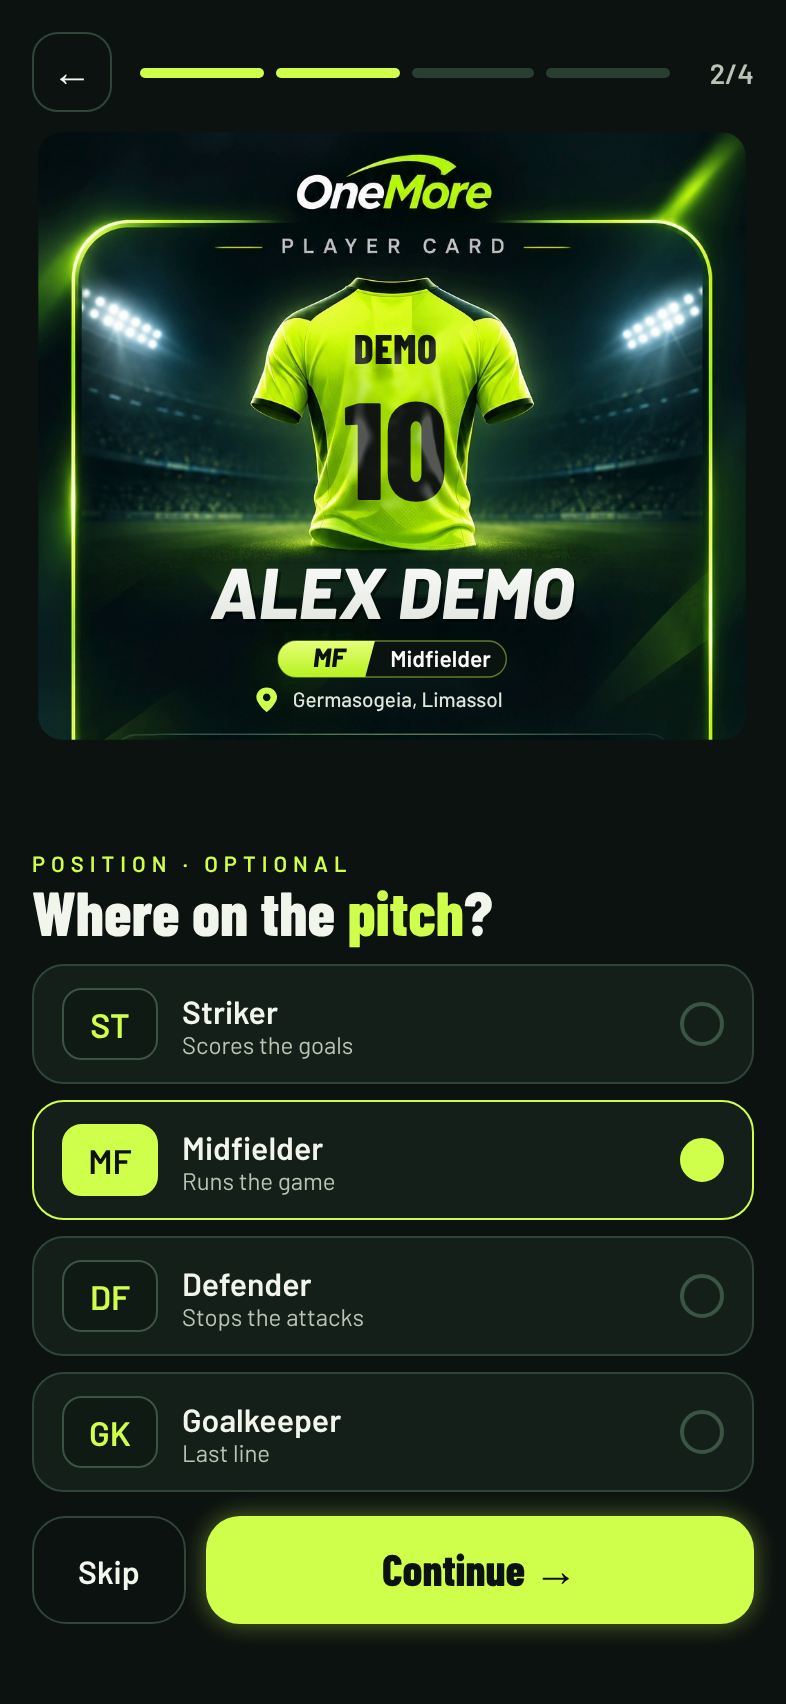 ←
2/4
OneMore
PLAYER CARD
DEMO
10
ALEX DEMO
MF Midfielder
Germasogeia, Limassol
POSITION · OPTIONAL
Where on the pitch?
ST
Striker
Scores the goals
MF
Midfielder
Runs the game
DF
Defender
Stops the attacks
GK
Goalkeeper
Last line
Skip
Continue →